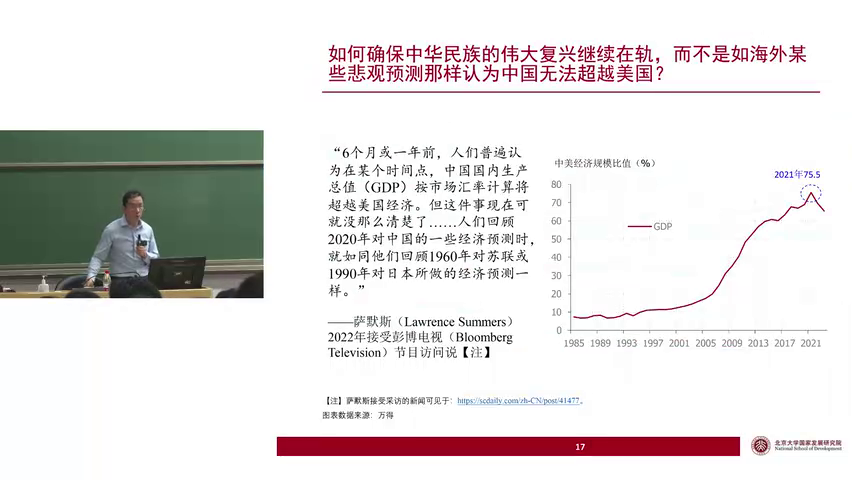 如何确保中华民族的伟大复兴继续在轨，而不是如海外某
些悲观预测那样认为中国无法超越美国？
“6个月或一年前，人们普遍认
为在某个时间点，中国国内生产
总值（GDP）按市场汇率计算将
超越美国经济。但这件事现在可
就没那么清楚了……人们回顾
2020年对中国的一些经济预测时，
就如同他们回顾1960年对苏联或
1990年对日本所做的经济预测一
样。”
——萨默斯（Lawrence Summers）
2022年接受彭博电视（Bloomberg
Television）节目访问说【注】
中美经济规模比值（%）
2021年75.5
GDP
80
70
60
50
40
30
20
10
0
1985 1989 1993 1997 2001 2005 2009 2013 2017 2021
【注】萨默斯接受采访的新闻可见于：https://scdaily.com/zh-CN/post/41477。
图表数据来源：万得
17
北京大学国家发展研究院
National School of Development